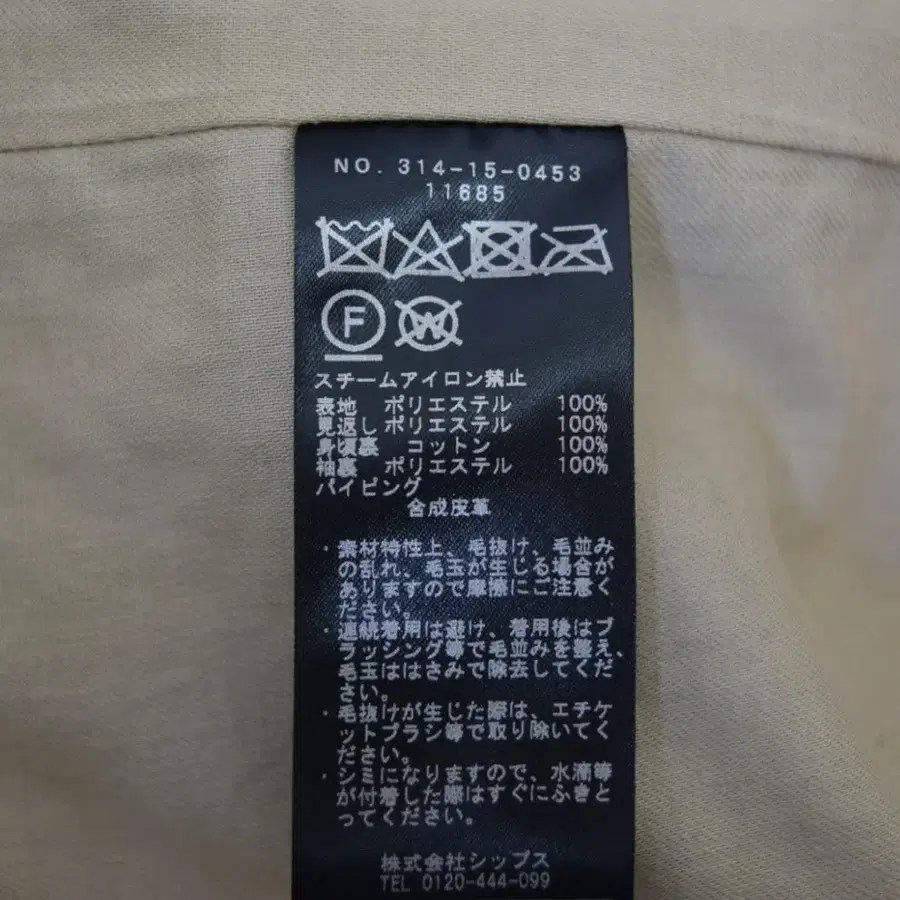 NO. 314-15-0453
11685
F W
スチームアイロン禁止
表地 ポリエステル 100%
見返し ポリエステル 100%
身頃裏 コットン 100%
袖裏 ポリエステル 100%
パイピング
合成皮革
・素材特性上、毛抜け、毛並み
の乱れ、毛玉が生じる場合が
ありますので摩擦にご注意く
ださい。
・連続着用は避け、着用後はブ
ラッシング等で毛並みを整え、
毛玉ははさみで除去してくだ
さい。
・毛抜けが生じた際は、エチケ
ットブラシ等で取り除いてく
ださい。
・シミになりますので、水滴等
が付着した際はすぐにふきと
ってください。
株式会社シップス
TEL 0120-444-099